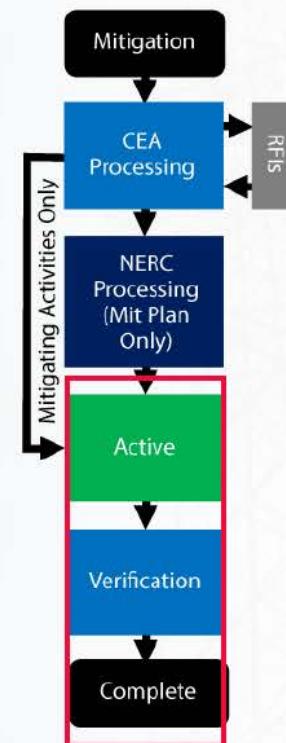 Mitigation
CEA
Processing
RFIs
Mitigating Activities Only
NERC
Processing
(Mit Plan
Only)
Active
Verification
Complete